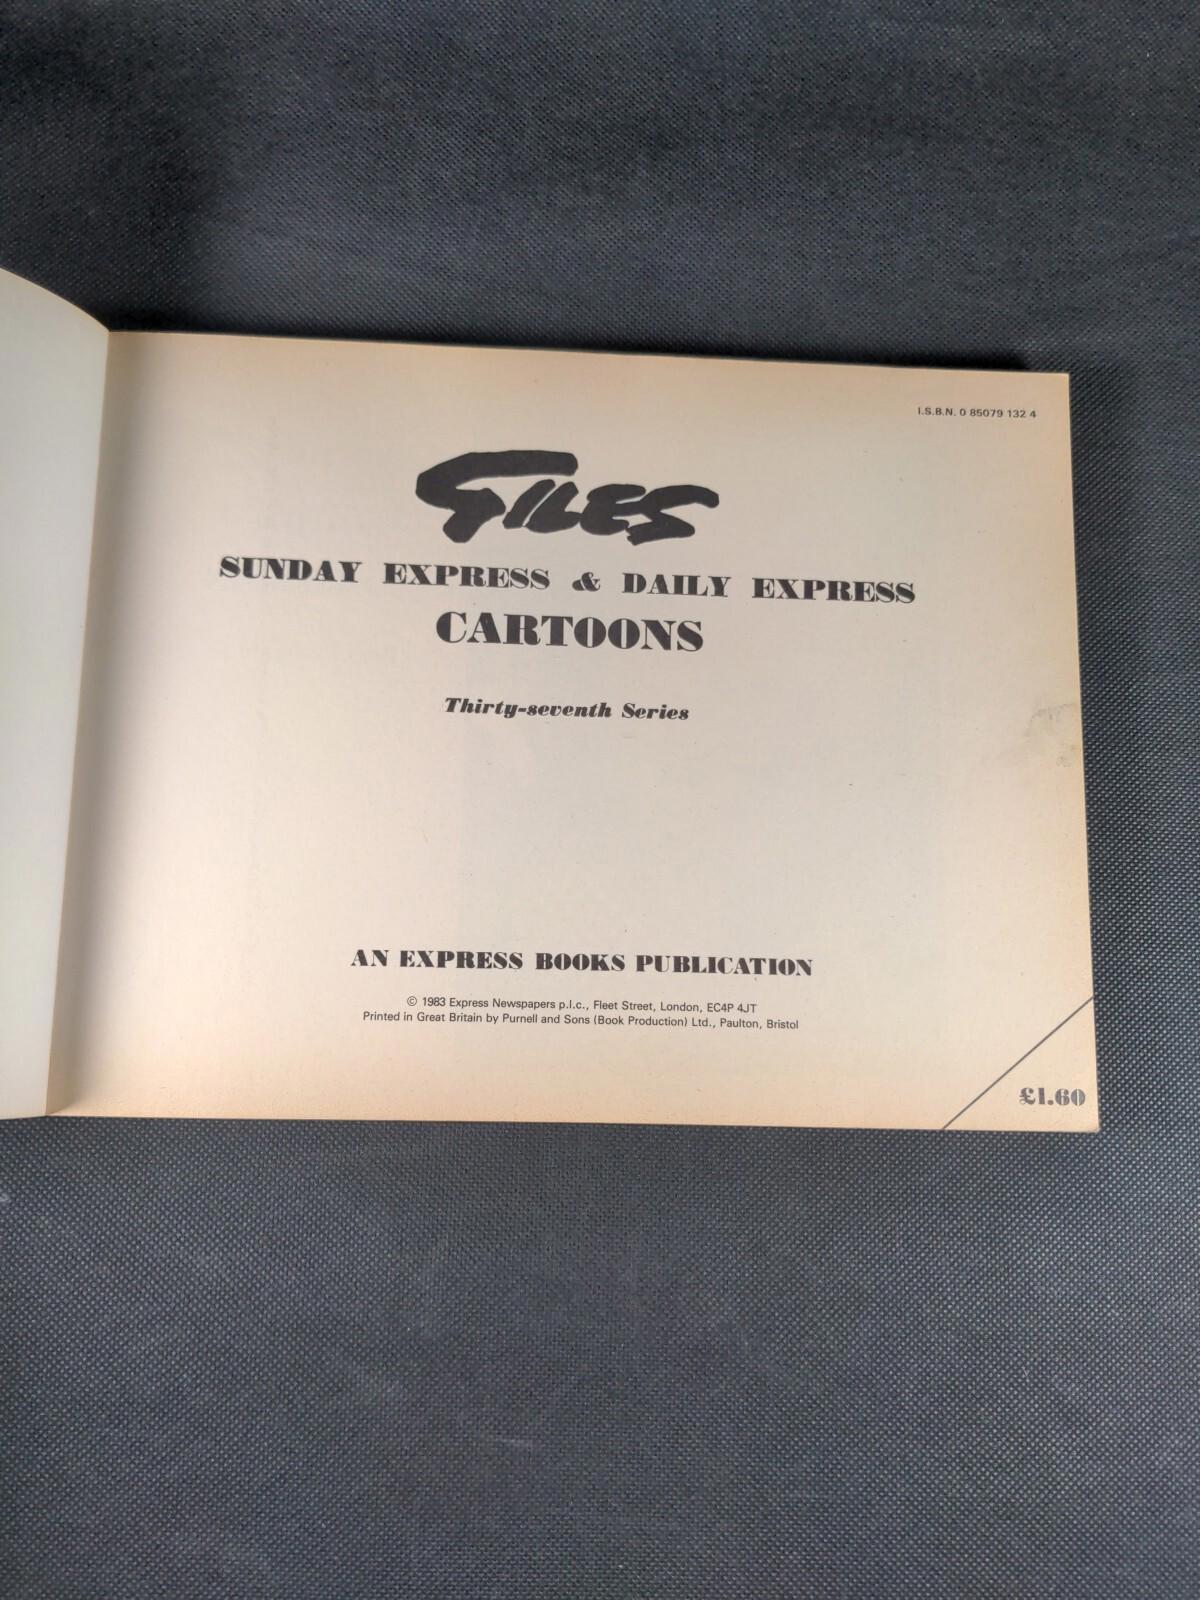 I.S.B.N. 0 85079 132 4
GILES
SUNDAY EXPRESS & DAILY EXPRESS
CARTOONS
Thirty-seventh Series
AN EXPRESS BOOKS PUBLICATION
© 1983 Express Newspapers p.l.c., Fleet Street, London, EC4P 4JT
Printed in Great Britain by Purnell and Sons (Book Production) Ltd., Paulton, Bristol
£1.60